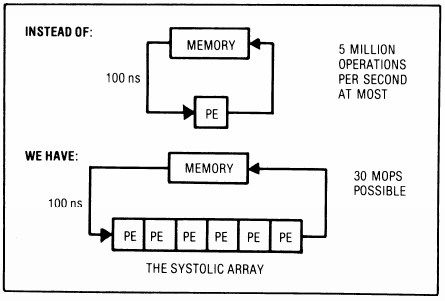 INSTEAD OF:
MEMORY
100 ns
PE
5 MILLION
OPERATIONS
PER SECOND
AT MOST
WE HAVE:
MEMORY
100 ns
PE PE PE PE PE PE
30 MOPS
POSSIBLE
THE SYSTOLIC ARRAY